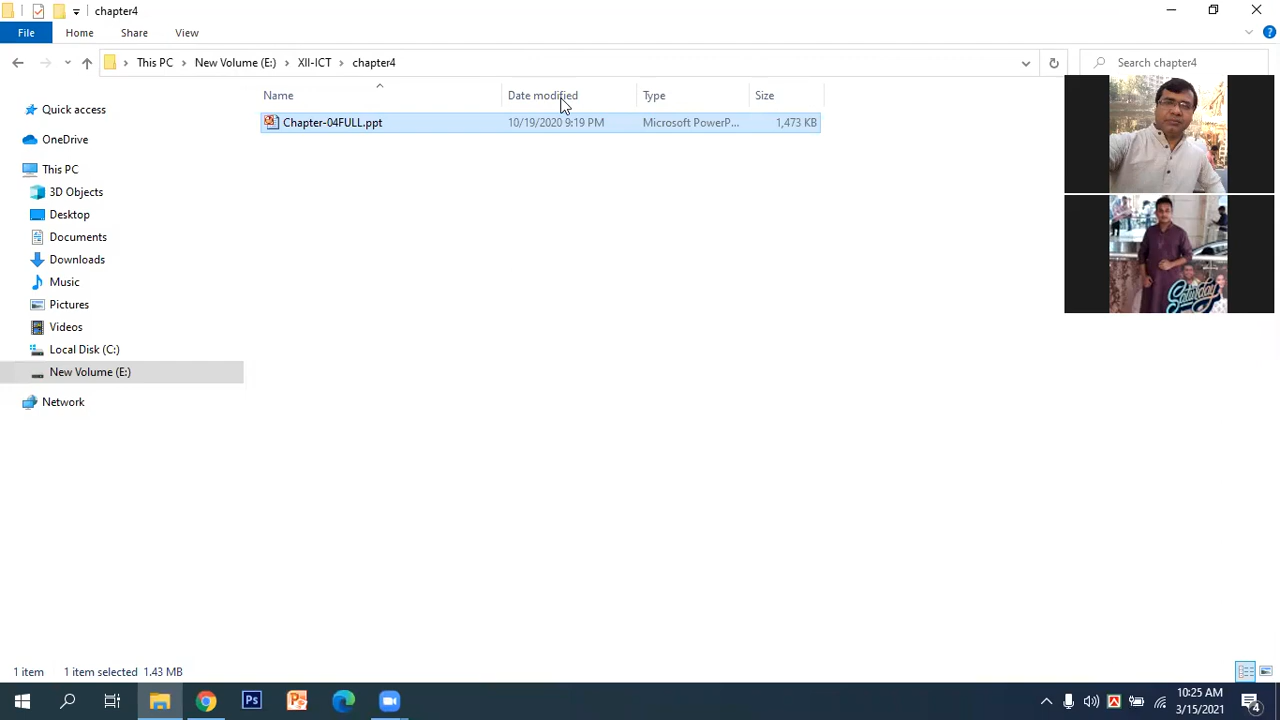 chapter4
File Home Share View
This PC New Volume (E:) XII-ICT chapter4 Search chapter4
Name Date modified Type Size
Chapter-04FULL.ppt 10/19/2020 9:19 PM Microsoft PowerP... 1,473 KB
Quick access
OneDrive
This PC
3D Objects
Desktop
Documents
Downloads
Music
Pictures
Videos
Local Disk (C:)
New Volume (E:)
Network
Saturday
1 item 1 item selected 1.43 MB
Ps
10:25 AM
3/15/2021
4